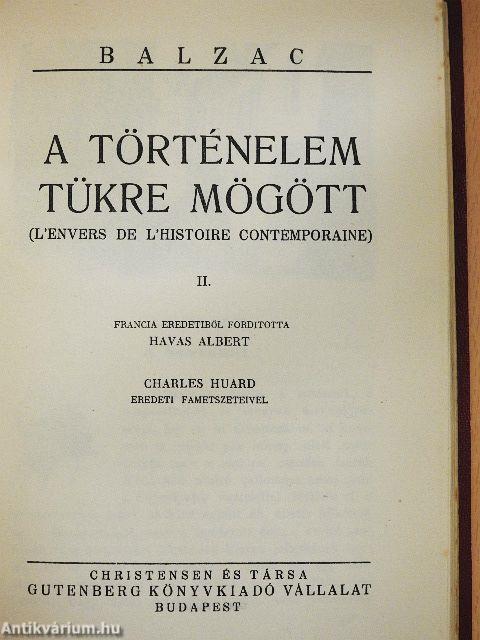 BALZAC
A TÖRTÉNELEM
TÜKRE MÖGÖTT
(L'ENVERS DE L'HISTOIRE CONTEMPORAINE)
II.
FRANCIA EREDETIBŐL FORDITOTTA
HAVAS ALBERT
CHARLES HUARD
EREDETI FAMETSZETEIVEL
CHRISTENSEN ÉS TÁRSA
GUTENBERG KÖNYVKIADÓ VÁLLALAT
BUDAPEST
Antikvárium.hu